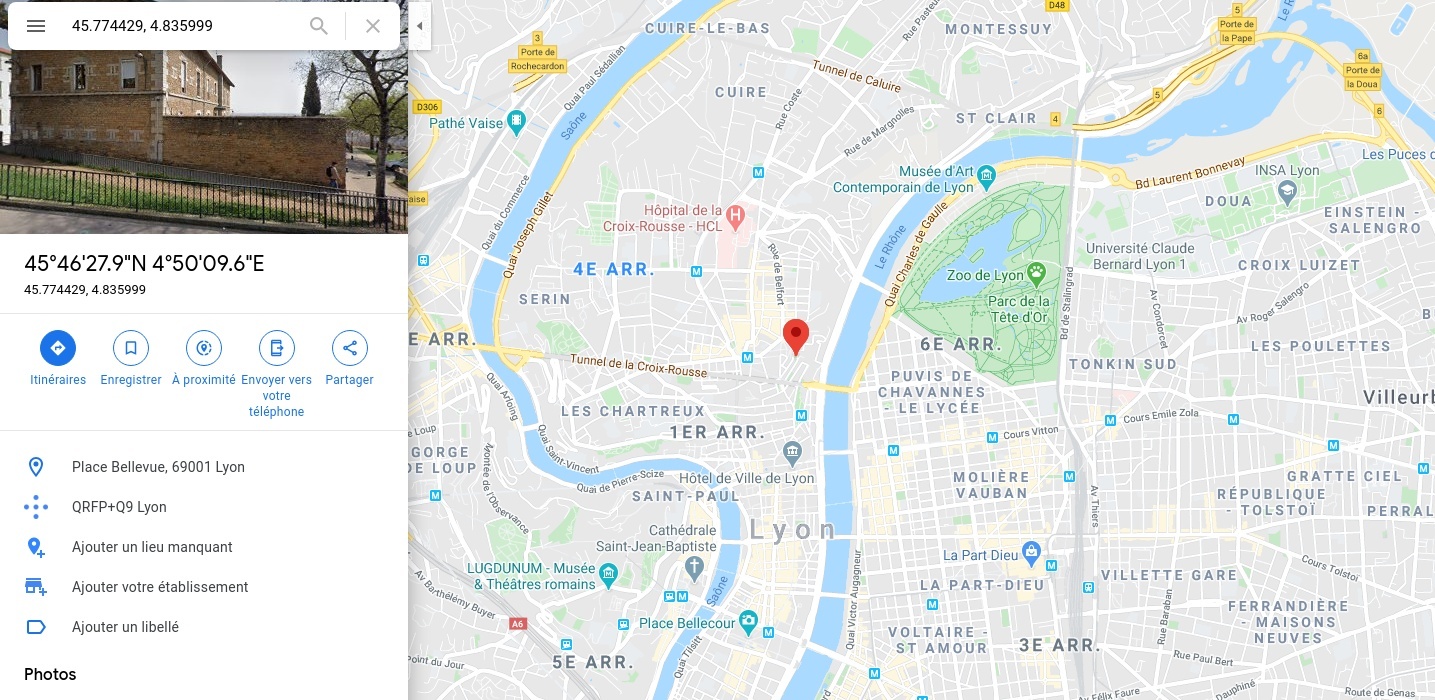 45.774429, 4.835999
45°46'27.9"N 4°50'09.6"E
45.774429, 4.835999
Itinéraires
Enregistrer
À proximité
Envoyer vers
votre
téléphone
Partager
Place Bellevue, 69001 Lyon
QRFP+Q9 Lyon
Ajouter un lieu manquant
Ajouter votre établissement
Ajouter un libellé
Photos
D48
5
Porte de
la Pape
CUIRE-LE-BAS
MONTESSUY
Rue Pasteur
Le R
3
Porte de
Rochecardon
6a
Porte de
la Doua
Tunnel de Caluire
Quai Paul Sédallian
CUIRE
5
D306
Rue Coste
6
Pathé Vaise
Saône
ST CLAIR
4
Rue de Margnolles
Les Puces d
M
Musée d'Art
Contemporain de Lyon
Bd Laurent Bonnevay
INSA Lyon
aise
Quai du Commerce
Quai Joseph Gillet
DOUA
Hôpital de la
Croix-Rousse - HCL
H
EINSTEIN -
SALENGRO
Le Rhône
Quai Charles de Gaulle
Rue de Belfort
Université Claude
Bernard Lyon 1
CROIX LUIZET
4E ARR.
M
Zoo de Lyon
Parc de la
Tête d'Or
SERIN
Bd de Stalingrad
Av Condorcet
Av Roger Salengro
B
E ARR.
6E ARR.
LES POULETTES
Tunnel de la Croix-Rousse
M
TONKIN SUD
PUVIS DE
CHAVANNES
- LE LYCÉE
Quai Arloing
Villeurb
LES CHARTREUX
M
Cours Emile Zola
M
M
1ER ARR.
Cours Vitton
M
M
M
de Loup
GORGE
DE LOUP
Quai Saint-Vincent
Montée de l'Observance
Quai de Pierre-Scize
Hôtel de Ville de Lyon
MOLIÈRE
VAUBAN
M
GRATTE CIEL
M
SAINT-PAUL
M
Av Thiers
RÉPUBLIQUE
- TOLSTOÏ
PERRAL
Lyon
Cathédrale
Saint-Jean-Baptiste
La Part Dieu
M
LUGDUNUM - Musée
& Théâtres romains
Av Barthélemy Buyer
Saône
Quai Victor Augagneur
LA PART-DIEU
VILLETTE GARE
Cours Tolstoï
M
M
Rue Baraban
FERRANDIÈRE
- MAISONS
NEUVES
A6
Place Bellecour
M
VOLTAIRE -
ST AMOUR
3E ARR.
5E ARR.
Quai Tilsitt
Point du Jour
Rue Paul Bert
M
M
Av Félix Faure
Route de Genas